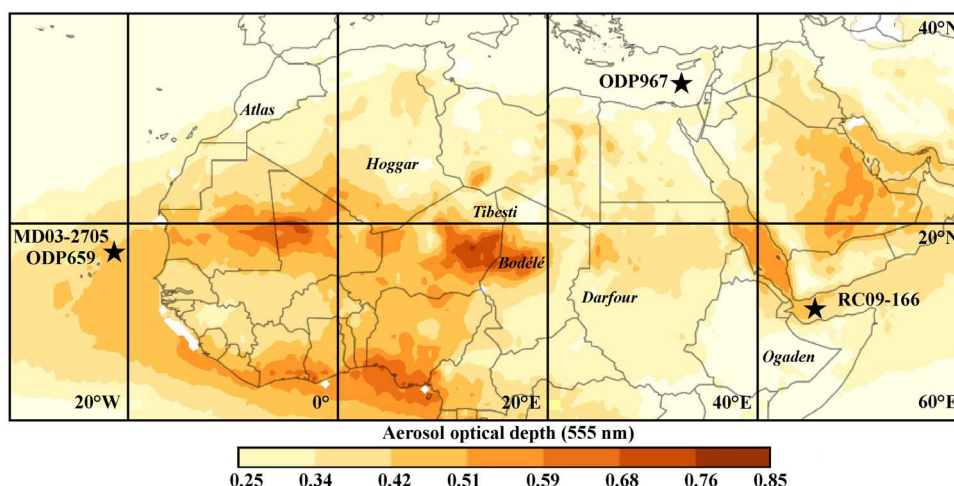 40°N
ODP967
Atlas
Hoggar
Tibesti
MD03-2705
ODP659
20°N
Bodélé
Darfour
RC09-166
Ogaden
20°W
0°
20°E
40°E
60°E
Aerosol optical depth (555 nm)
0.25 0.34 0.42 0.51 0.59 0.68 0.76 0.85